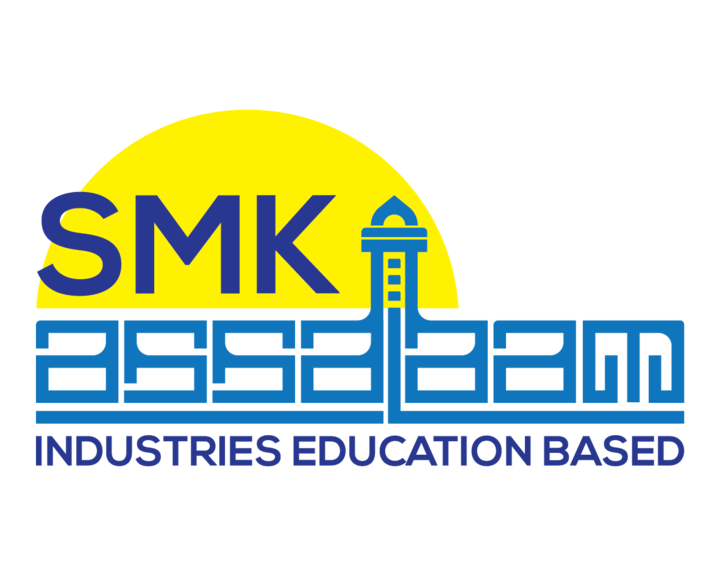 SMK
assalaam
INDUSTRIES EDUCATION BASED